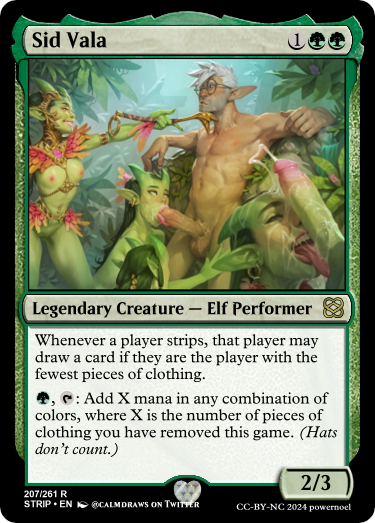 Sid Vala 1
Legendary Creature — Elf Performer
Whenever a player strips, that player may
draw a card if they are the player with the
fewest pieces of clothing.
, : Add X mana in any combination of
colors, where X is the number of pieces of
clothing you have removed this game. (Hats
don't count.)
2/3
207/261 R
STRIP • EN @CALMDRAWS ON TWITTER
CC-BY-NC 2024 powernoel